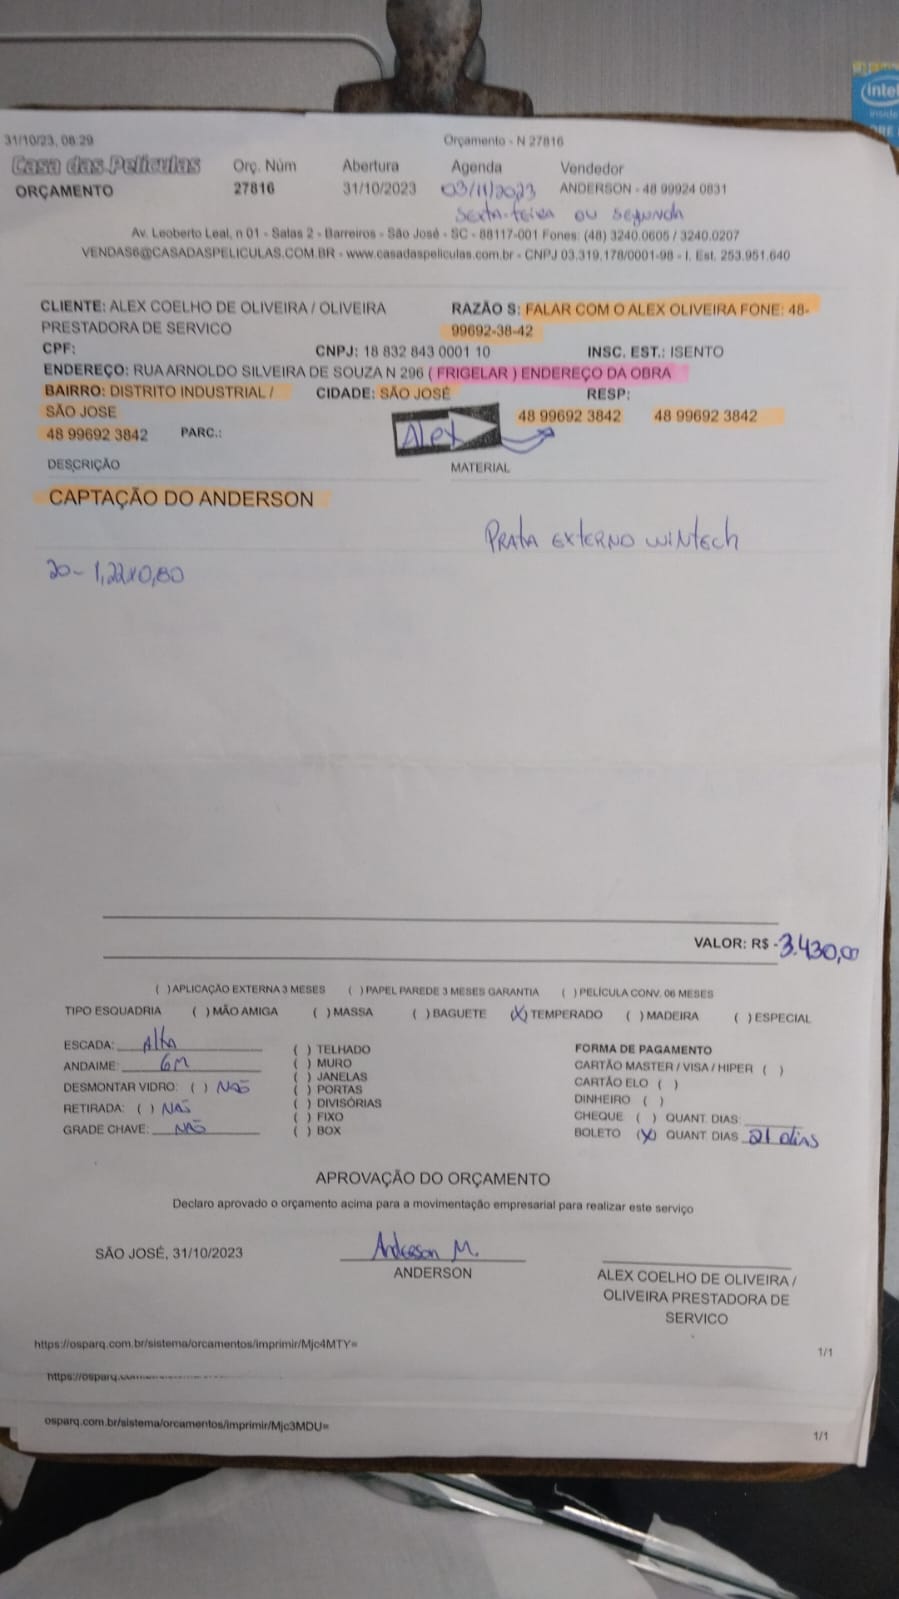 31/10/23, 08:29 Orçamento - N 27816
Casa das Películas Orç. Núm Abertura Agenda Vendedor
ORÇAMENTO 27816 31/10/2023 03/11/2023 ANDERSON - 48 99924 0831
SEXTA-FEIRA OU SEGUNDA
Av. Leoberto Leal, n 01 - Salas 2 - Barreiros - São José - SC - 88117-001 Fones: (48) 3240.0605 / 3240.0207
VENDAS6@CASADASPELICULAS.COM.BR - www.casadaspeliculas.com.br - CNPJ 03.319.178/0001-98 - I. Est. 253.951.640
CLIENTE: ALEX COELHO DE OLIVEIRA / OLIVEIRA RAZÃO S: FALAR COM O ALEX OLIVEIRA FONE: 48-
PRESTADORA DE SERVICO 99692-38-42
CPF: CNPJ: 18 832 843 0001 10 INSC. EST.: ISENTO
ENDEREÇO: RUA ARNOLDO SILVEIRA DE SOUZA N 296 ( FRIGELAR ) ENDEREÇO DA OBRA
BAIRRO: DISTRITO INDUSTRIAL / CIDADE: SÃO JOSÉ RESP:
SÃO JOSE 48 99692 3842 48 99692 3842
48 99692 3842 PARC.: Alex
DESCRIÇÃO MATERIAL
CAPTAÇÃO DO ANDERSON
PRATA EXTERNO WINTECH
20 - 1,22x0,80
VALOR: R$ - 3.430,00
( ) APLICAÇÃO EXTERNA 3 MESES ( ) PAPEL PAREDE 3 MESES GARANTIA ( ) PELÍCULA CONV. 06 MESES
TIPO ESQUADRIA ( ) MÃO AMIGA ( ) MASSA ( ) BAGUETE (X) TEMPERADO ( ) MADEIRA ( ) ESPECIAL
ESCADA: Alta ( ) TELHADO FORMA DE PAGAMENTO
ANDAIME: 6M ( ) MURO CARTÃO MASTER / VISA / HIPER ( )
DESMONTAR VIDRO: ( ) NÃO ( ) JANELAS CARTÃO ELO ( )
( ) PORTAS DINHEIRO ( )
RETIRADA: ( ) NÃO ( ) DIVISÓRIAS CHEQUE ( ) QUANT. DIAS:
GRADE CHAVE: NÃO ( ) FIXO BOLETO (X) QUANT. DIAS 21 dias
( ) BOX
APROVAÇÃO DO ORÇAMENTO
Declaro aprovado o orçamento acima para a movimentação empresarial para realizar este serviço
SÃO JOSÉ, 31/10/2023 Anderson M.
ANDERSON ALEX COELHO DE OLIVEIRA /
OLIVEIRA PRESTADORA DE
SERVICO
https://osparq.com.br/sistema/orcamentos/imprimir/Mjc4MTY= 1/1
https://osparq.
osparq.com.br/sistema/orcamentos/imprimir/Mjc3MDU= 1/1
intel
inside